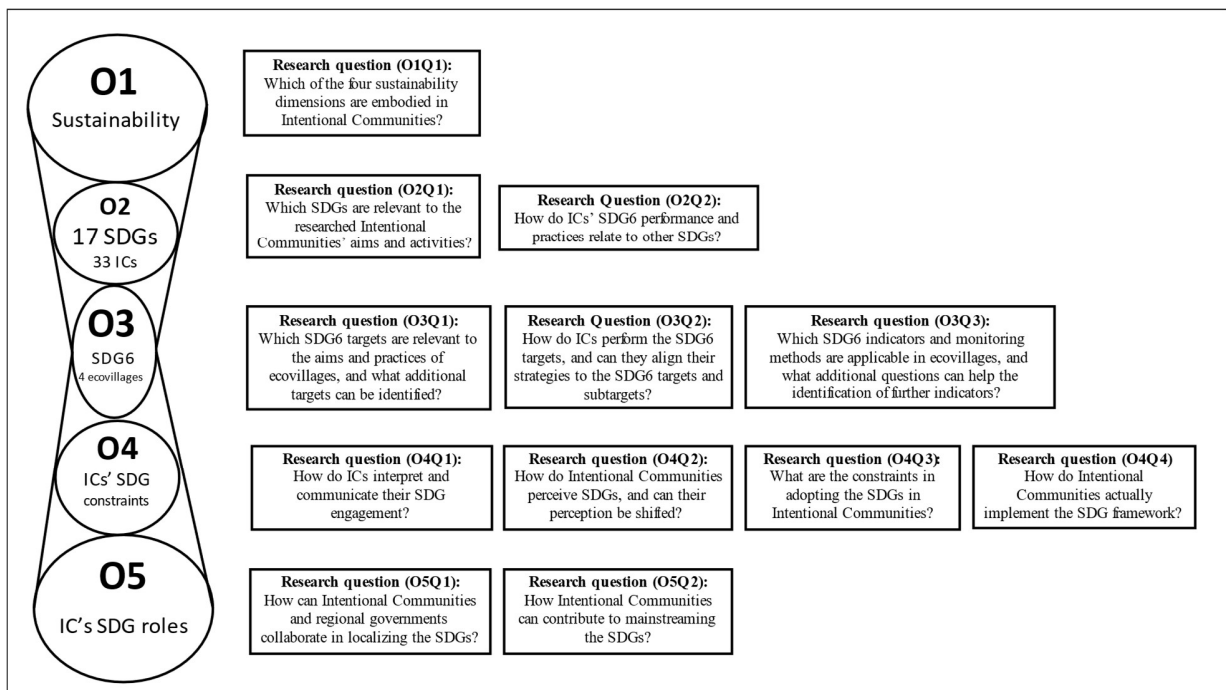 O1
Sustainability
Research question (O1Q1):
Which of the four sustainability
dimensions are embodied in
Intentional Communities?
O2
17 SDGs
33 ICs
Research question (O2Q1):
Which SDGs are relevant to the
researched Intentional
Communities’ aims and activities?
Research Question (O2Q2):
How do ICs’ SDG6 performance and
practices relate to other SDGs?
O3
SDG6
4 ecovillages
Research question (O3Q1):
Which SDG6 targets are relevant to
the aims and practices of
ecovillages, and what additional
targets can be identified?
Research Question (O3Q2):
How do ICs perform the SDG6
targets, and can they align their
strategies to the SDG6 targets and
subtargets?
Research question (O3Q3):
Which SDG6 indicators and monitoring
methods are applicable in ecovillages, and
what additional questions can help the
identification of further indicators?
O4
ICs’ SDG
constraints
Research question (O4Q1):
How do ICs interpret and
communicate their SDG
engagement?
Research question (O4Q2):
How do Intentional Communities
perceive SDGs, and can their
perception be shifted?
Research question (O4Q3):
What are the constraints in
adopting the SDGs in
Intentional Communities?
Research question (O4Q4)
How do Intentional
Communities actually
implement the SDG framework?
O5
IC’s SDG roles
Research question (O5Q1):
How can Intentional Communities
and regional governments
collaborate in localizing the SDGs?
Research question (O5Q2):
How Intentional Communities
can contribute to mainstreaming
the SDGs?